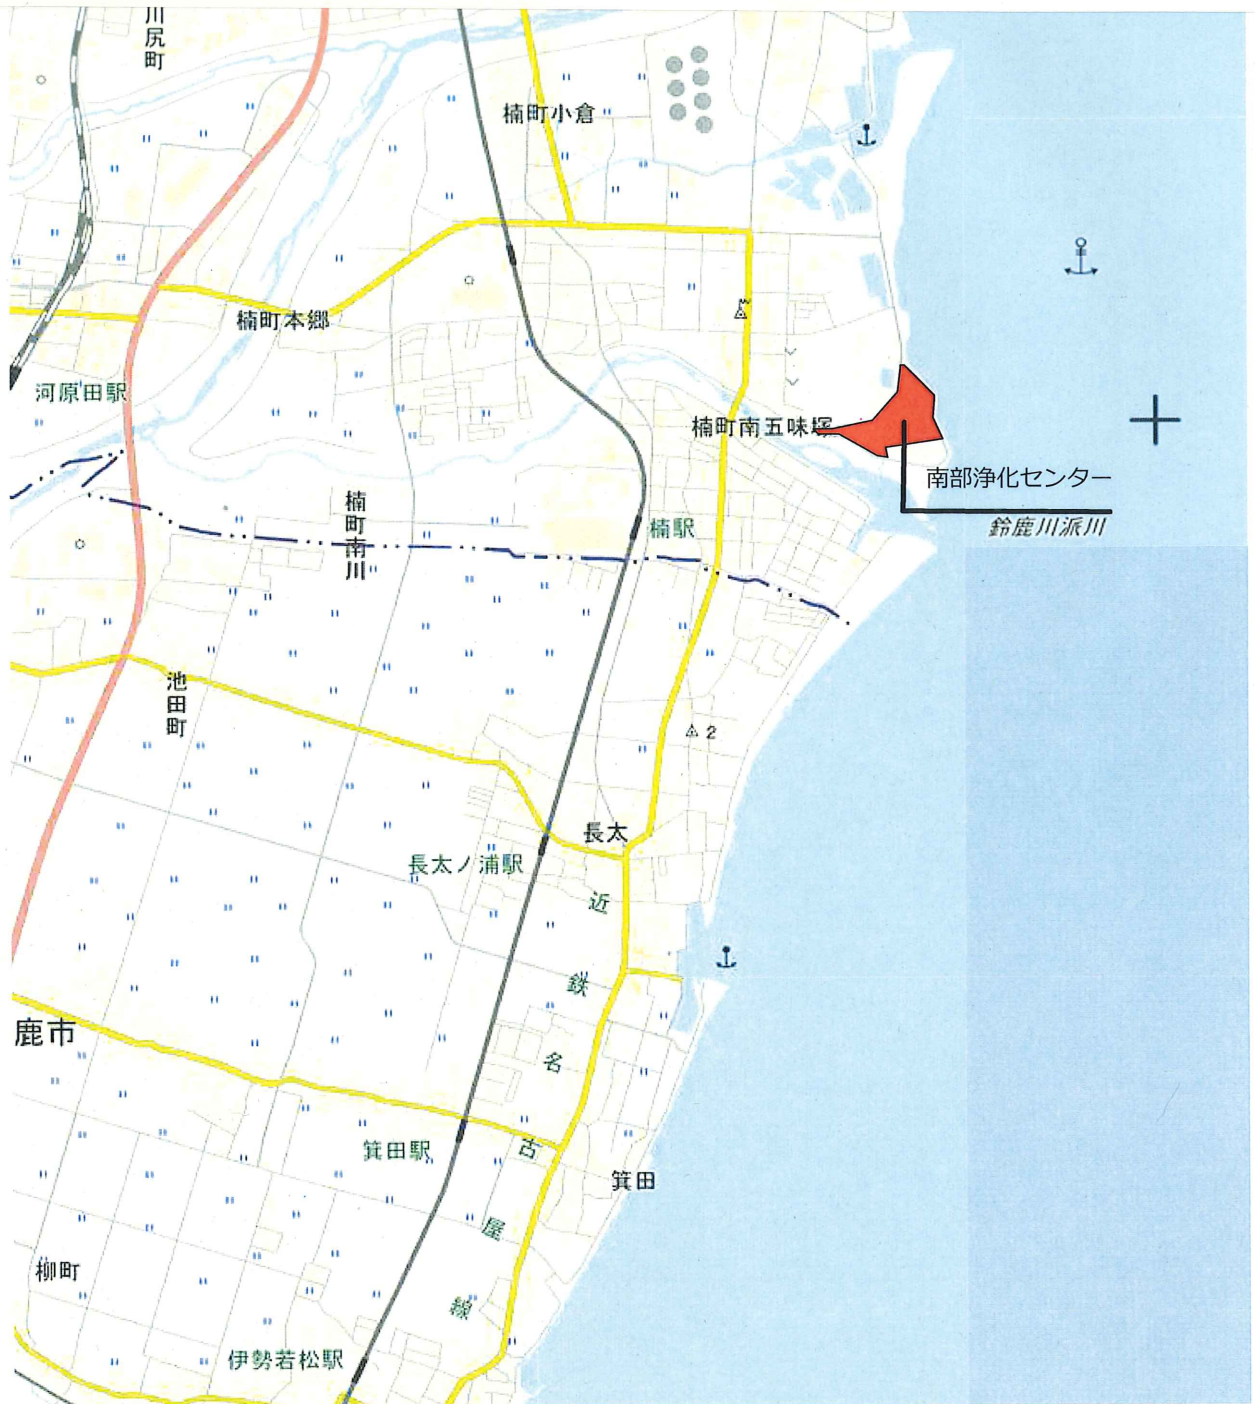 川尻町
楠町小倉
楠町本郷
河原田駅
楠町南五味塚
南部浄化センター
鈴鹿川派川
楠町南川
楠駅
池田町
2
長太
長太ノ浦駅
近鉄名古屋線
鹿市
箕田駅
箕田
柳町
伊勢若松駅